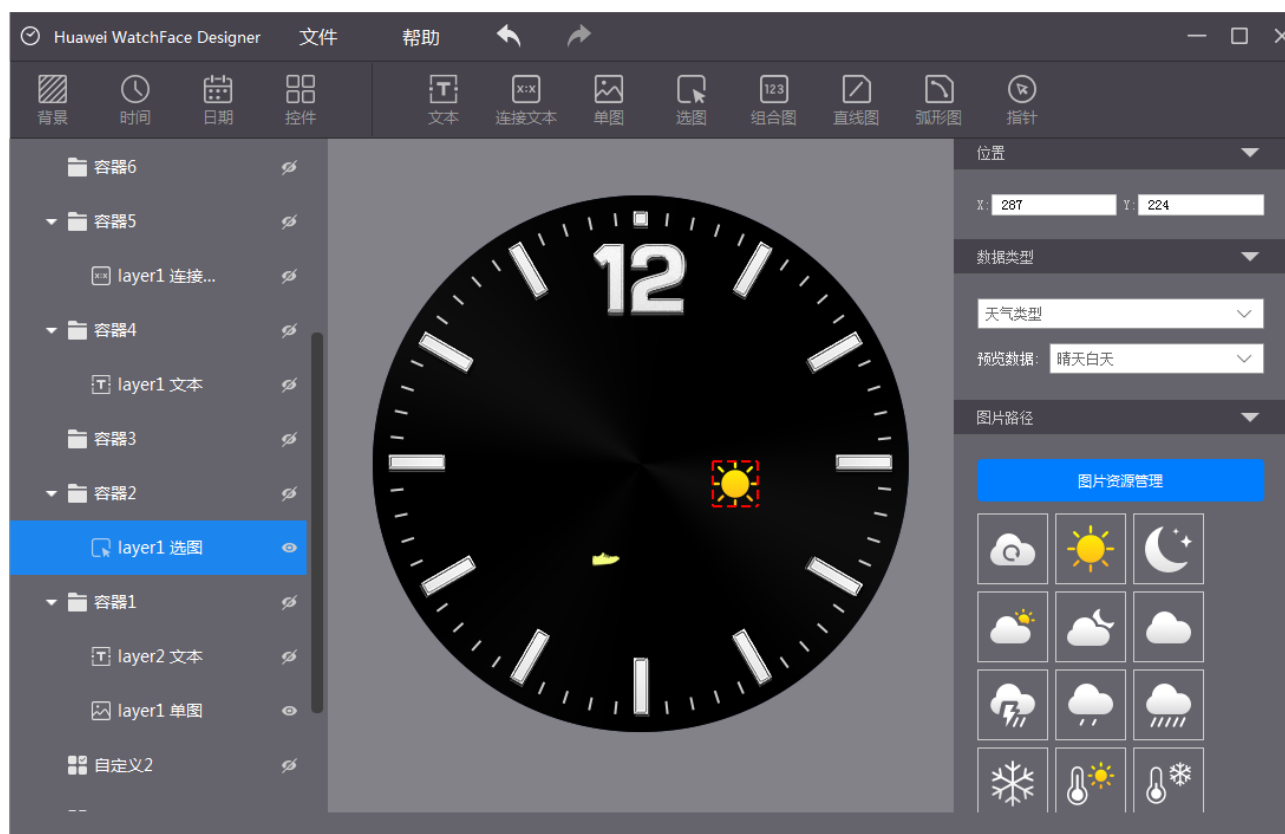 Huawei WatchFace Designer 文件 帮助
背景 时间 日期 控件 文本 连接文本 单图 选图 组合图 直线图 弧形图 指针
容器6
容器5
layer1 连接...
容器4
layer1 文本
容器3
容器2
layer1 选图
容器1
layer2 文本
layer1 单图
自定义2
12
位置
X: 287 Y: 224
数据类型
天气类型
预览数据: 晴天白天
图片路径
图片资源管理